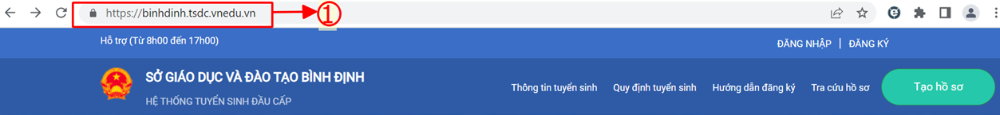 https://binhdinh.tsdc.vnedu.vn
1
Hỗ trợ (Từ 8h00 đến 17h00)
ĐĂNG NHẬP | ĐĂNG KÝ
SỞ GIÁO DỤC VÀ ĐÀO TẠO BÌNH ĐỊNH
HỆ THỐNG TUYỂN SINH ĐẦU CẤP
Thông tin tuyển sinh Quy định tuyển sinh Hướng dẫn đăng ký Tra cứu hồ sơ Tạo hồ sơ